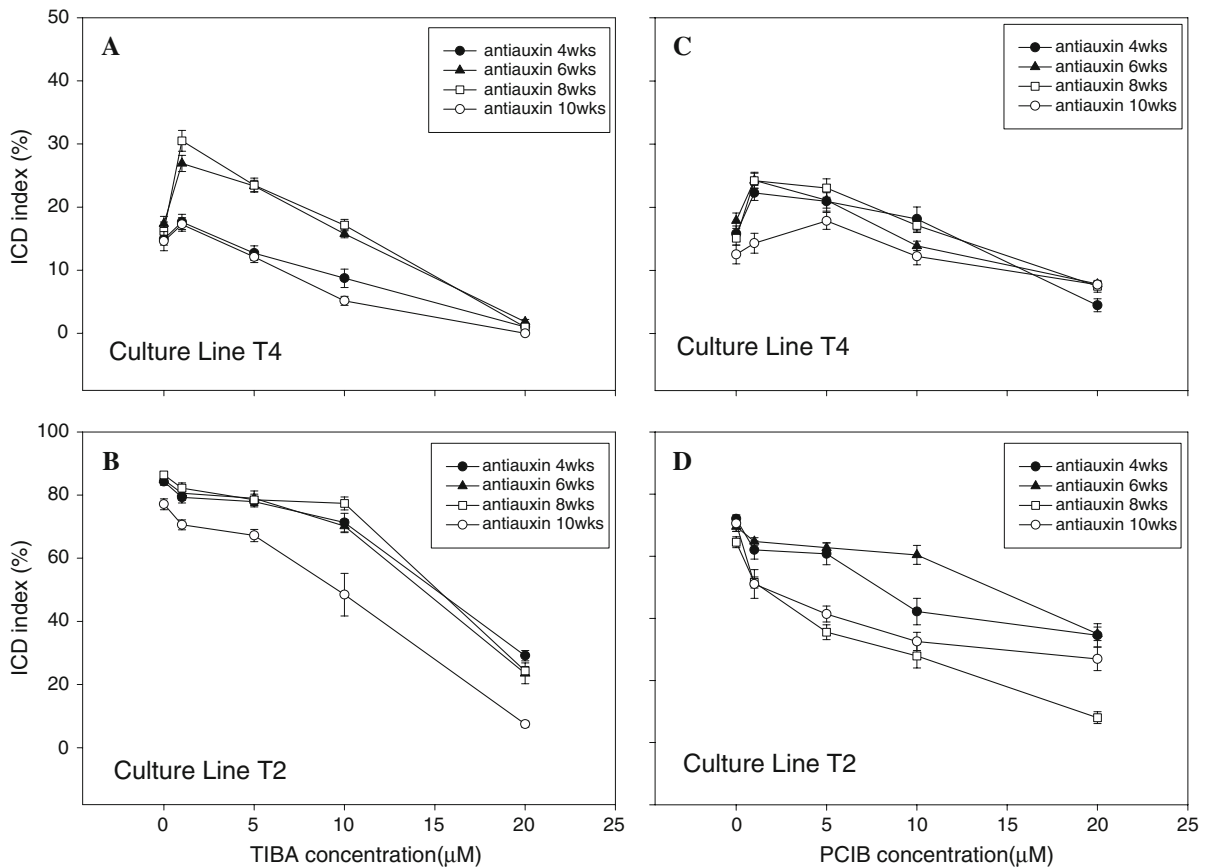 A
50
40
30
20
10
0
ICD index (%)
antiauxin 4wks
antiauxin 6wks
antiauxin 8wks
antiauxin 10wks
Culture Line T4
C
antiauxin 4wks
antiauxin 6wks
antiauxin 8wks
antiauxin 10wks
Culture Line T4
B
100
80
60
40
20
0
ICD index (%)
antiauxin 4wks
antiauxin 6wks
antiauxin 8wks
antiauxin 10wks
Culture Line T2
0 5 10 15 20 25
TIBA concentration(μM)
D
antiauxin 4wks
antiauxin 6wks
antiauxin 8wks
antiauxin 10wks
Culture Line T2
0 5 10 15 20 25
PCIB concentration(μM)